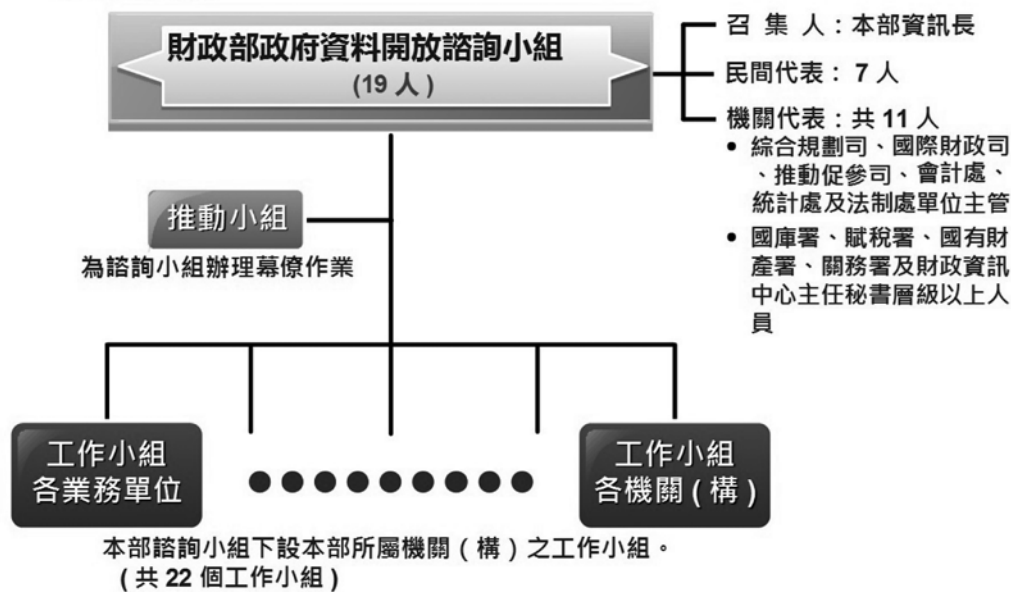 財政部政府資料開放諮詢小組
(19 人 )
召 集 人：本部資訊長
民間代表： 7 人
機關代表：共 11 人
• 綜合規劃司、國際財政司
、推動促參司、會計處、
統計處及法制處單位主管
• 國庫署、賦稅署、國有財
產署、關務署及財政資訊
中心主任秘書層級以上人
員
推動小組
為諮詢小組辦理幕僚作業
工作小組
各業務單位
工作小組
各機關 ( 構 )
本部諮詢小組下設本部所屬機關（構）之工作小組。
( 共 22 個工作小組 )